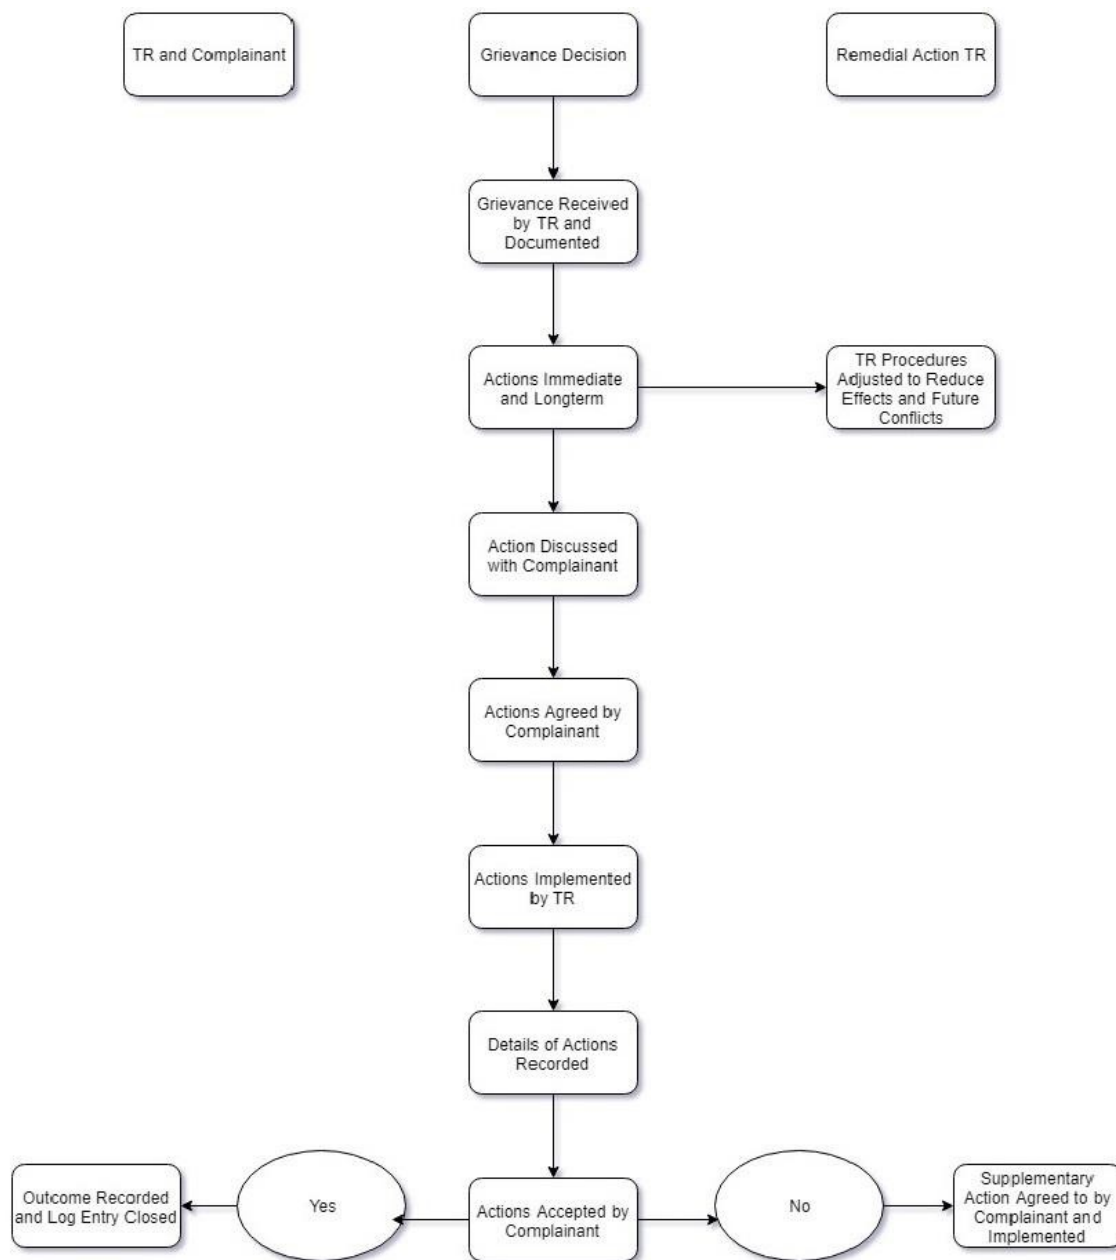 TR and Complainant
Grievance Decision
Remedial Action TR
Grievance Received
by TR and
Documented
Actions Immediate
and Longterm
TR Procedures
Adjusted to Reduce
Effects and Future
Conflicts
Action Discussed
with Complainant
Actions Agreed by
Complainant
Actions Implemented
by TR
Details of Actions
Recorded
Outcome Recorded
and Log Entry Closed
Yes
Actions Accepted by
Complainant
No
Supplementary
Action Agreed to by
Complainant and
Implemented